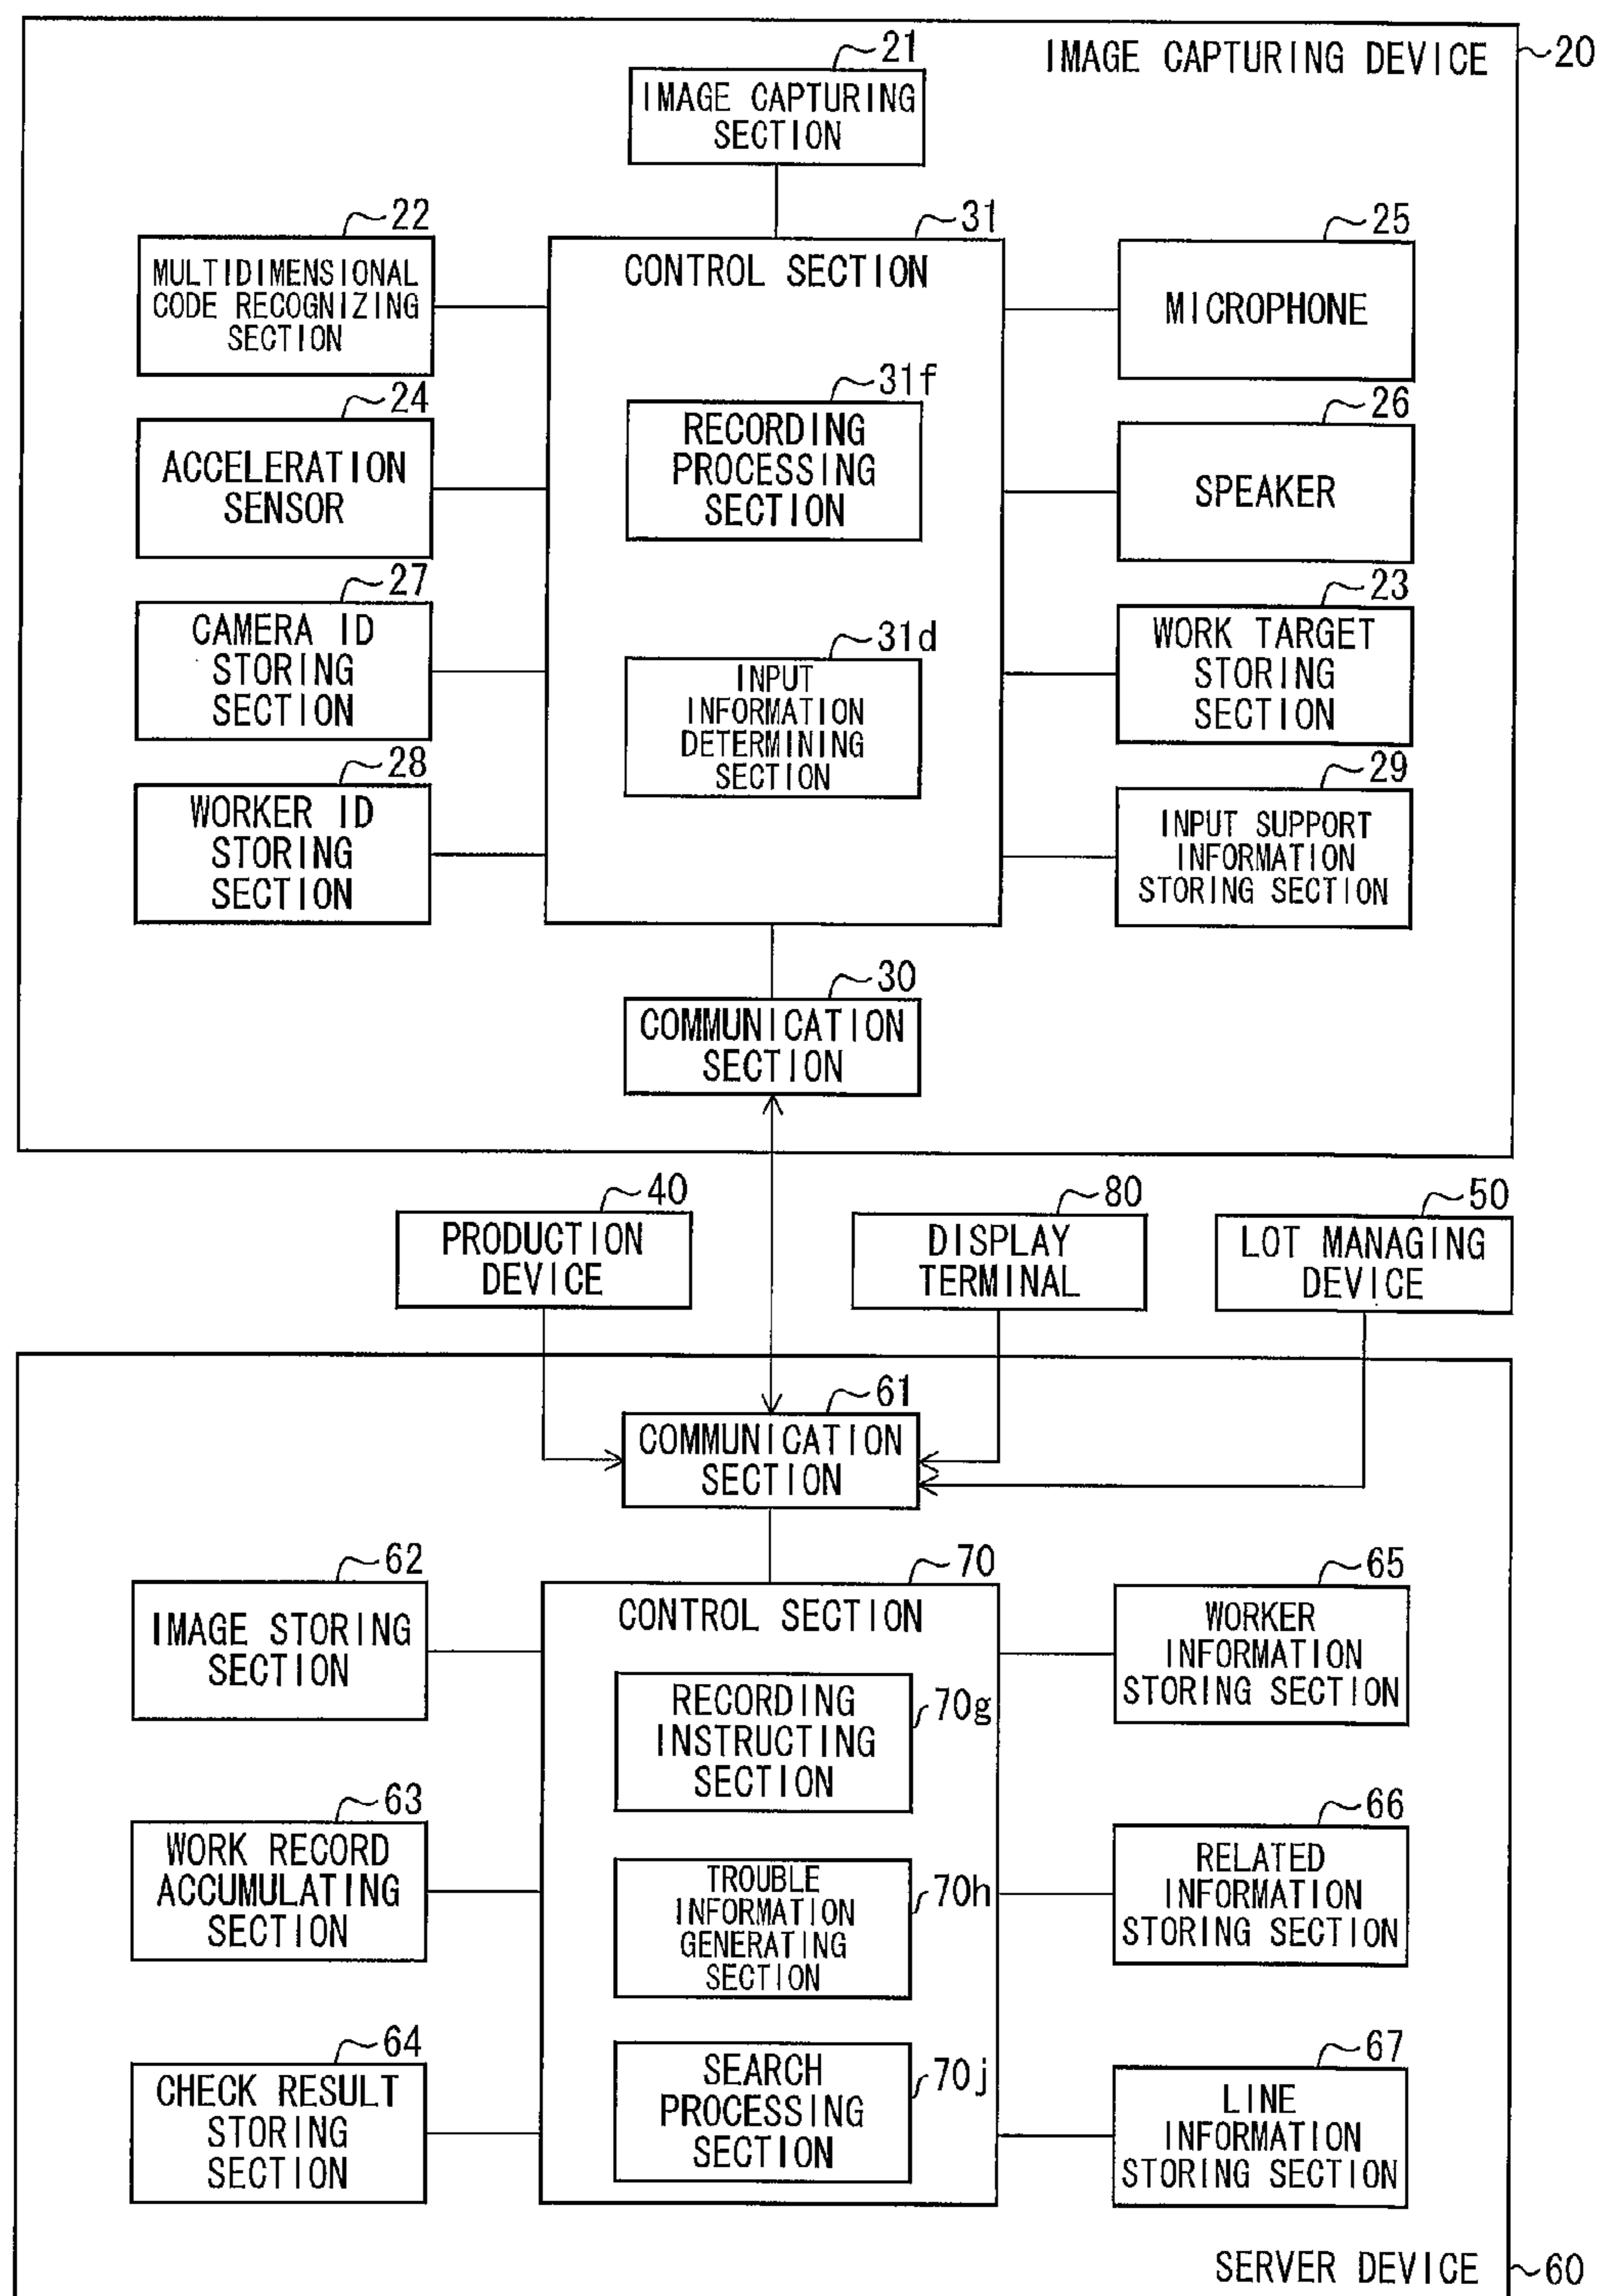 IMAGE CAPTURING DEVICE
20
21
IMAGE CAPTURING
SECTION
22
MULTIDIMENSIONAL
CODE RECOGNIZING
SECTION
31
CONTROL SECTION
25
MICROPHONE
24
ACCELERATION
SENSOR
31f
RECORDING
PROCESSING
SECTION
26
SPEAKER
27
CAMERA ID
STORING
SECTION
31d
INPUT
INFORMATION
DETERMINING
SECTION
23
WORK TARGET
STORING
SECTION
28
WORKER ID
STORING
SECTION
29
INPUT SUPPORT
INFORMATION
STORING SECTION
30
COMMUNICATION
SECTION
40
PRODUCTION
DEVICE
80
DISPLAY
TERMINAL
50
LOT MANAGING
DEVICE
61
COMMUNICATION
SECTION
62
IMAGE STORING
SECTION
70
CONTROL SECTION
65
WORKER
INFORMATION
STORING SECTION
RECORDING
INSTRUCTING
SECTION
70g
63
WORK RECORD
ACCUMULATING
SECTION
TROUBLE
INFORMATION
GENERATING
SECTION
70h
66
RELATED
INFORMATION
STORING SECTION
64
CHECK RESULT
STORING
SECTION
SEARCH
PROCESSING
SECTION
70j
67
LINE
INFORMATION
STORING SECTION
SERVER DEVICE
60